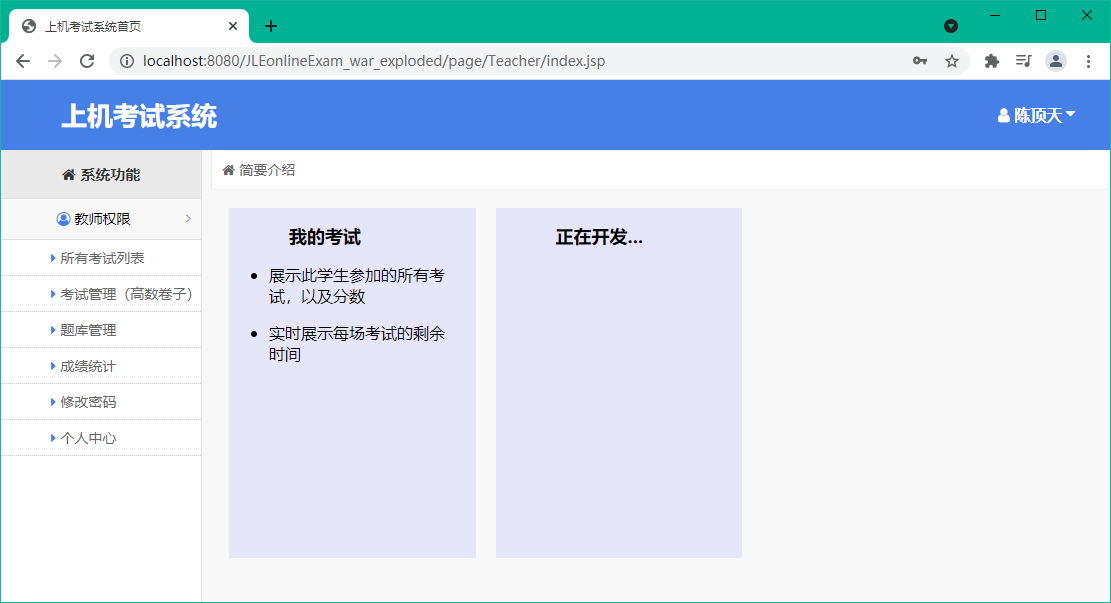 上机考试系统首页
localhost:8080/JLEonlineExam_war_exploded/page/Teacher/index.jsp
上机考试系统
陈顶天
系统功能
教师权限
所有考试列表
考试管理（高数卷子）
题库管理
成绩统计
修改密码
个人中心
简要介绍
我的考试
展示此学生参加的所有考
试，以及分数
实时展示每场考试的剩余
时间
正在开发...